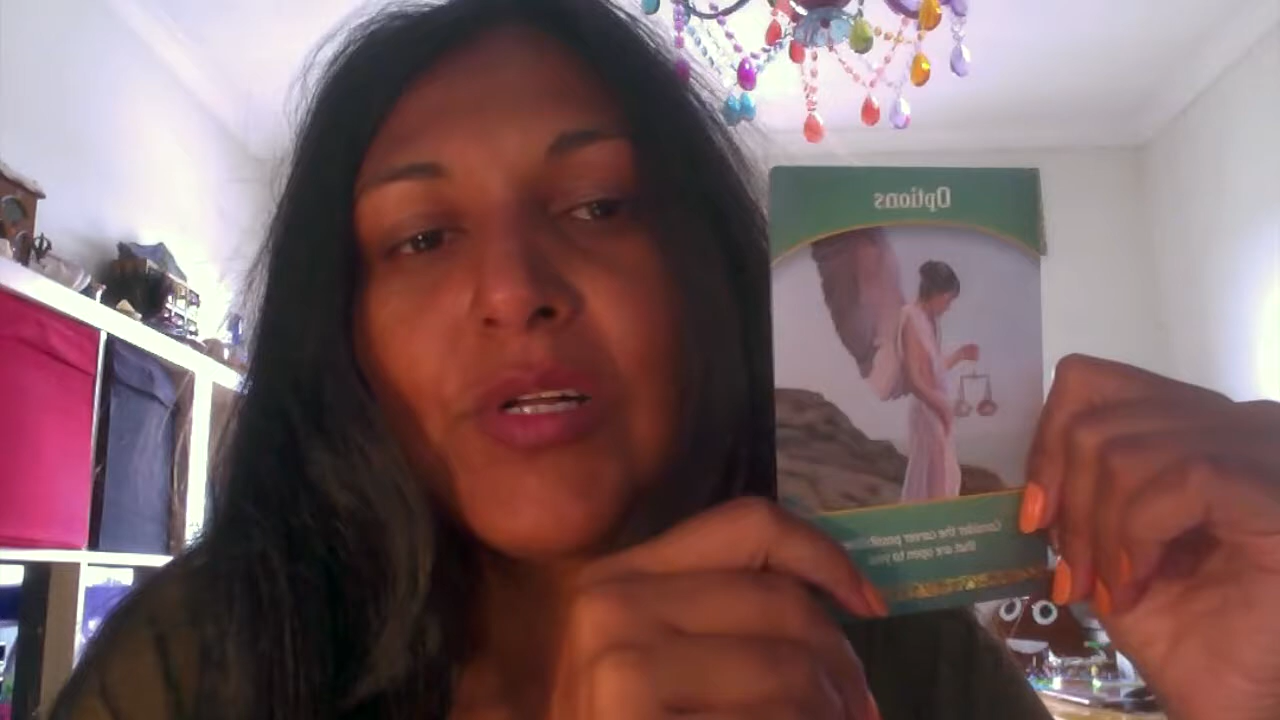 Options
Consider the career
that are open to you